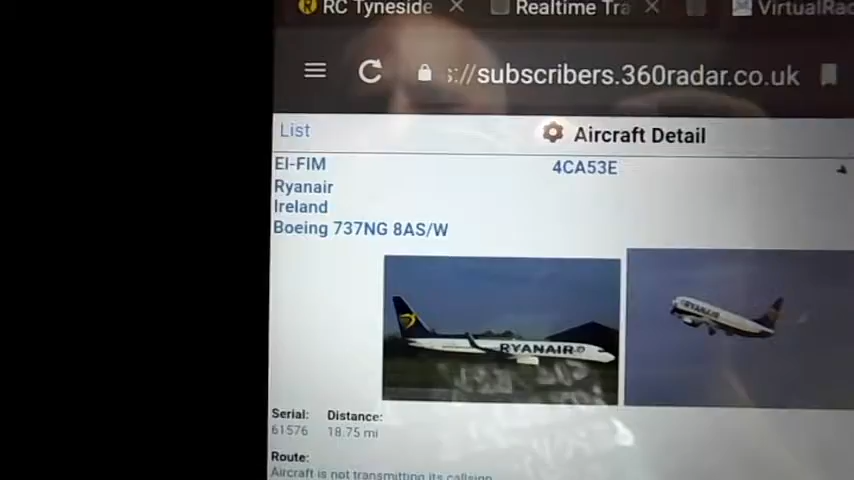 RC Tyneside
Realtime Tra
VirtualRad
://subscribers.360radar.co.uk
List
Aircraft Detail
EI-FIM
4CA53E
Ryanair
Ireland
Boeing 737NG 8AS/W
RYANAIR
RYANAIR
Serial:
Distance:
61576
18.75 mi
Route:
Aircraft is not transmitting its callsign